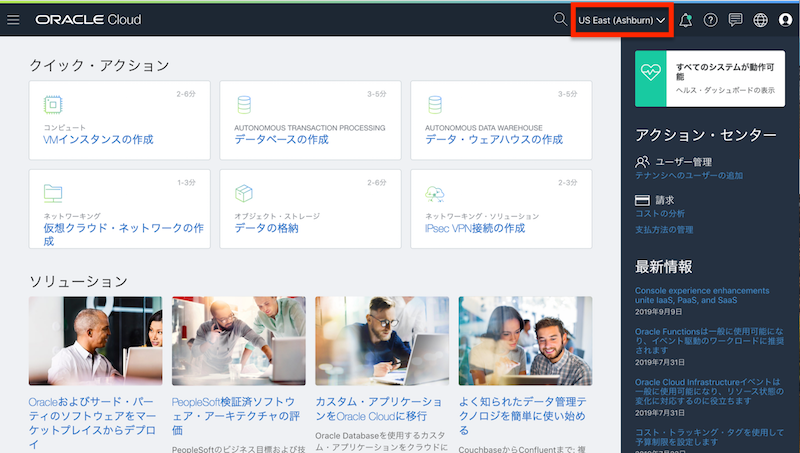 ORACLE Cloud
US East (Ashburn)
クイック・アクション
2-6分
コンピュート
VMインスタンスの作成
3-5分
AUTONOMOUS TRANSACTION PROCESSING
データベースの作成
3-5分
AUTONOMOUS DATA WAREHOUSE
データ・ウェアハウスの作成
1-3分
ネットワーキング
仮想クラウド・ネットワークの作
成
2-6分
オブジェクト・ストレージ
データの格納
2-3分
ネットワーキング・ソリューション
IPsec VPN接続の作成
ソリューション
Oracleおよびサード・パー
ティのソフトウェアをマー
ケットプレイスからデプロ
イ
PeopleSoft検証済ソフトウ
ェア・アーキテクチャの評
価
PeopleSoftのビジネス目標および技
カスタム・アプリケーショ
ンをOracle Cloudに移行
Oracle Databaseを使用するカスタ
ム・アプリケーションをクラウドに
よく知られたデータ管理テ
クノロジを簡単に使い始め
る
CouchbaseからConfluentまで: 複
すべてのシステムが動作可
能
ヘルス・ダッシュボードの表示
アクション・センター
ユーザー管理
テナンシへのユーザーの追加
請求
コストの分析
支払方法の管理
最新情報
Console experience enhancements
unite IaaS, PaaS, and SaaS
2019年9月9日
Oracle Functionsは一般に使用可能にな
り、イベント駆動のワークロードに推奨
されます
2019年7月31日
Oracle Cloud Infrastructureイベントは
一般に使用可能になり、リソース状態の
変化に対応するのに役立ちます
2019年7月31日
コスト・トラッキング・タグを使用して
予算制限を設定します